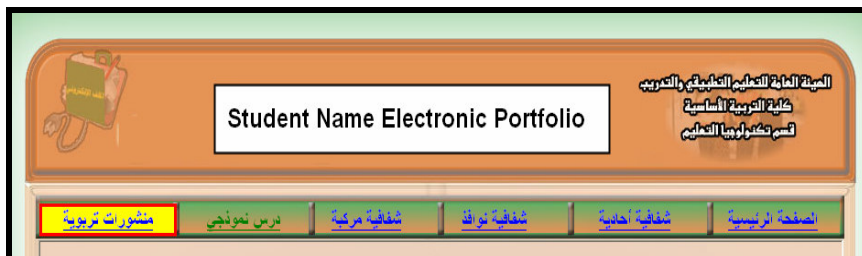 الهيئة العامة للتعليم التطبيقي والتدريب
كلية التربية الأساسية
قسم تكنولوجيا التعليم
Student Name Electronic Portfolio
الصفحة الرئيسية
شفافية أحادية
شفافية نوافذ
شفافية مركبة
درس نموذجي
منشورات تربوية